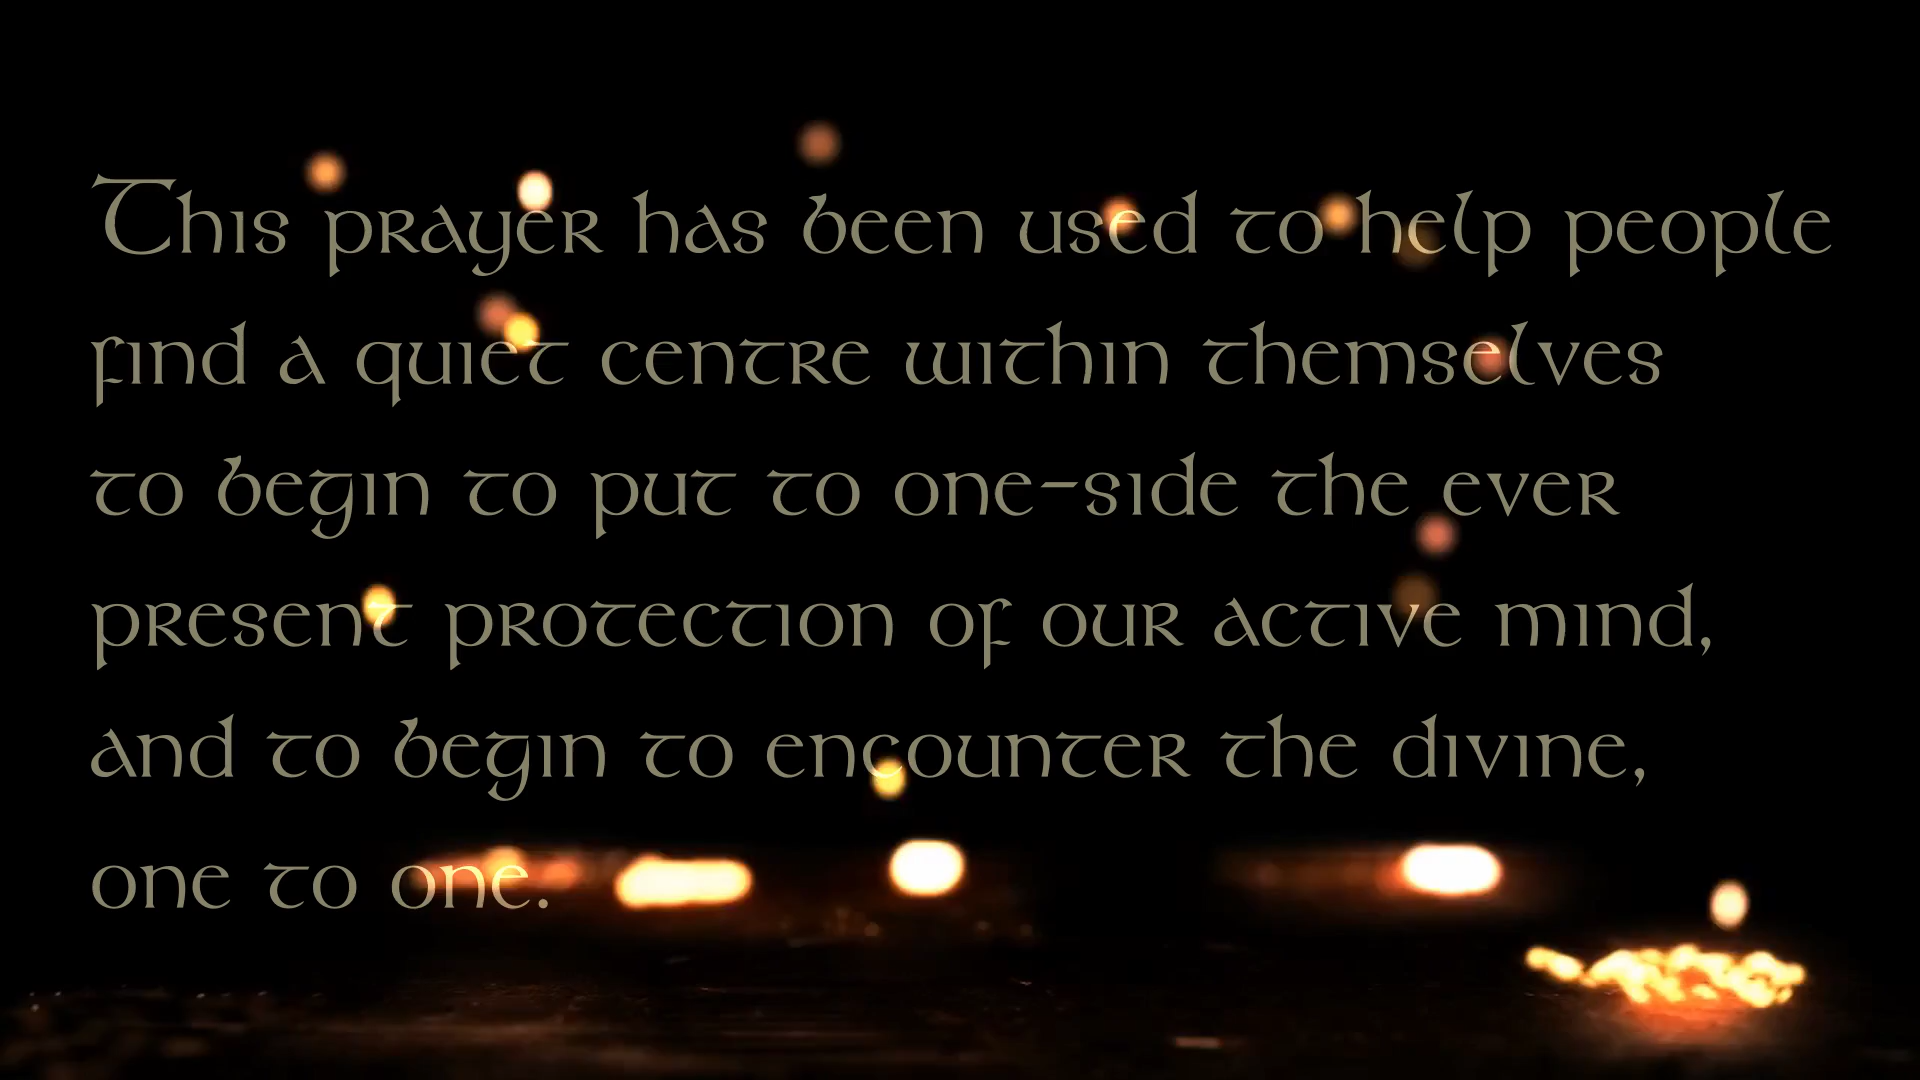 This prayer has been used to help people
find a quiet centre within themselves
to begin to put to one-side the ever
present protection of our active mind,
and to begin to encounter the divine,
one to one.